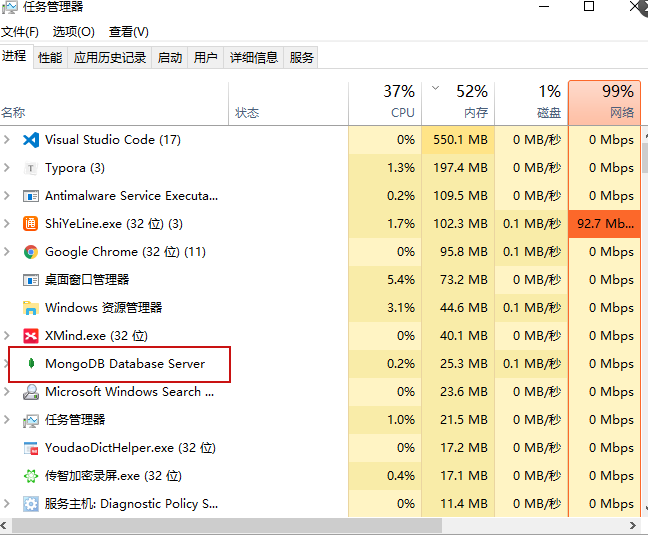 任务管理器
文件(F) 选项(O) 查看(V)
进程 性能 应用历史记录 启动 用户 详细信息 服务
37% 52% 1% 99%
名称 状态 CPU 内存 磁盘 网络
Visual Studio Code (17) 0% 550.1 MB 0 MB/秒 0 Mbps
T Typora (3) 1.3% 197.4 MB 0 MB/秒 0 Mbps
Antimalware Service Executa... 0.2% 109.5 MB 0 MB/秒 0 Mbps
通 ShiYeLine.exe (32 位) (3) 1.7% 102.3 MB 0.1 MB/秒 92.7 Mb...
Google Chrome (32 位) (11) 0% 95.8 MB 0.1 MB/秒 0 Mbps
桌面窗口管理器 5.4% 73.2 MB 0 MB/秒 0 Mbps
Windows 资源管理器 3.1% 44.6 MB 0.1 MB/秒 0 Mbps
XMind.exe (32 位) 0% 40.1 MB 0 MB/秒 0 Mbps
MongoDB Database Server 0.2% 25.3 MB 0.1 MB/秒 0 Mbps
Microsoft Windows Search ... 0% 23.6 MB 0 MB/秒 0 Mbps
任务管理器 1.0% 21.5 MB 0 MB/秒 0 Mbps
YoudaoDictHelper.exe (32 位) 0% 17.2 MB 0 MB/秒 0 Mbps
传智加密录屏.exe (32 位) 0.4% 17.1 MB 0 MB/秒 0 Mbps
服务主机: Diagnostic Policy S... 0% 11.4 MB 0 MB/秒 0 Mbps